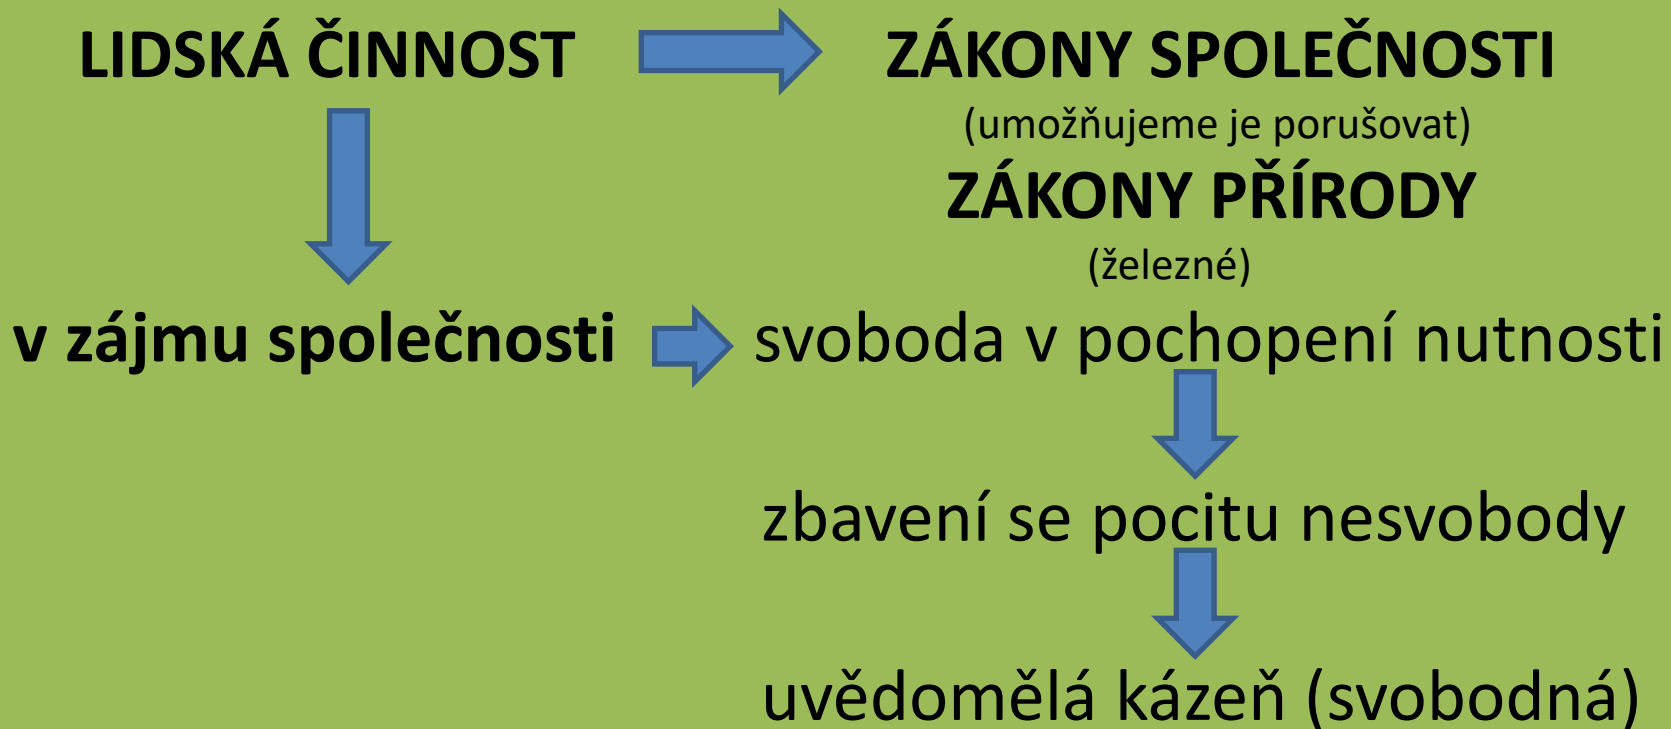 LIDSKÁ ČINNOST ZÁKONY SPOLEČNOSTI
(umožňujeme je porušovat)
ZÁKONY PŘÍRODY
(železné)
v zájmu společnosti svoboda v pochopení nutnosti
zbavení se pocitu nesvobody
uvědomělá kázeň (svobodná)